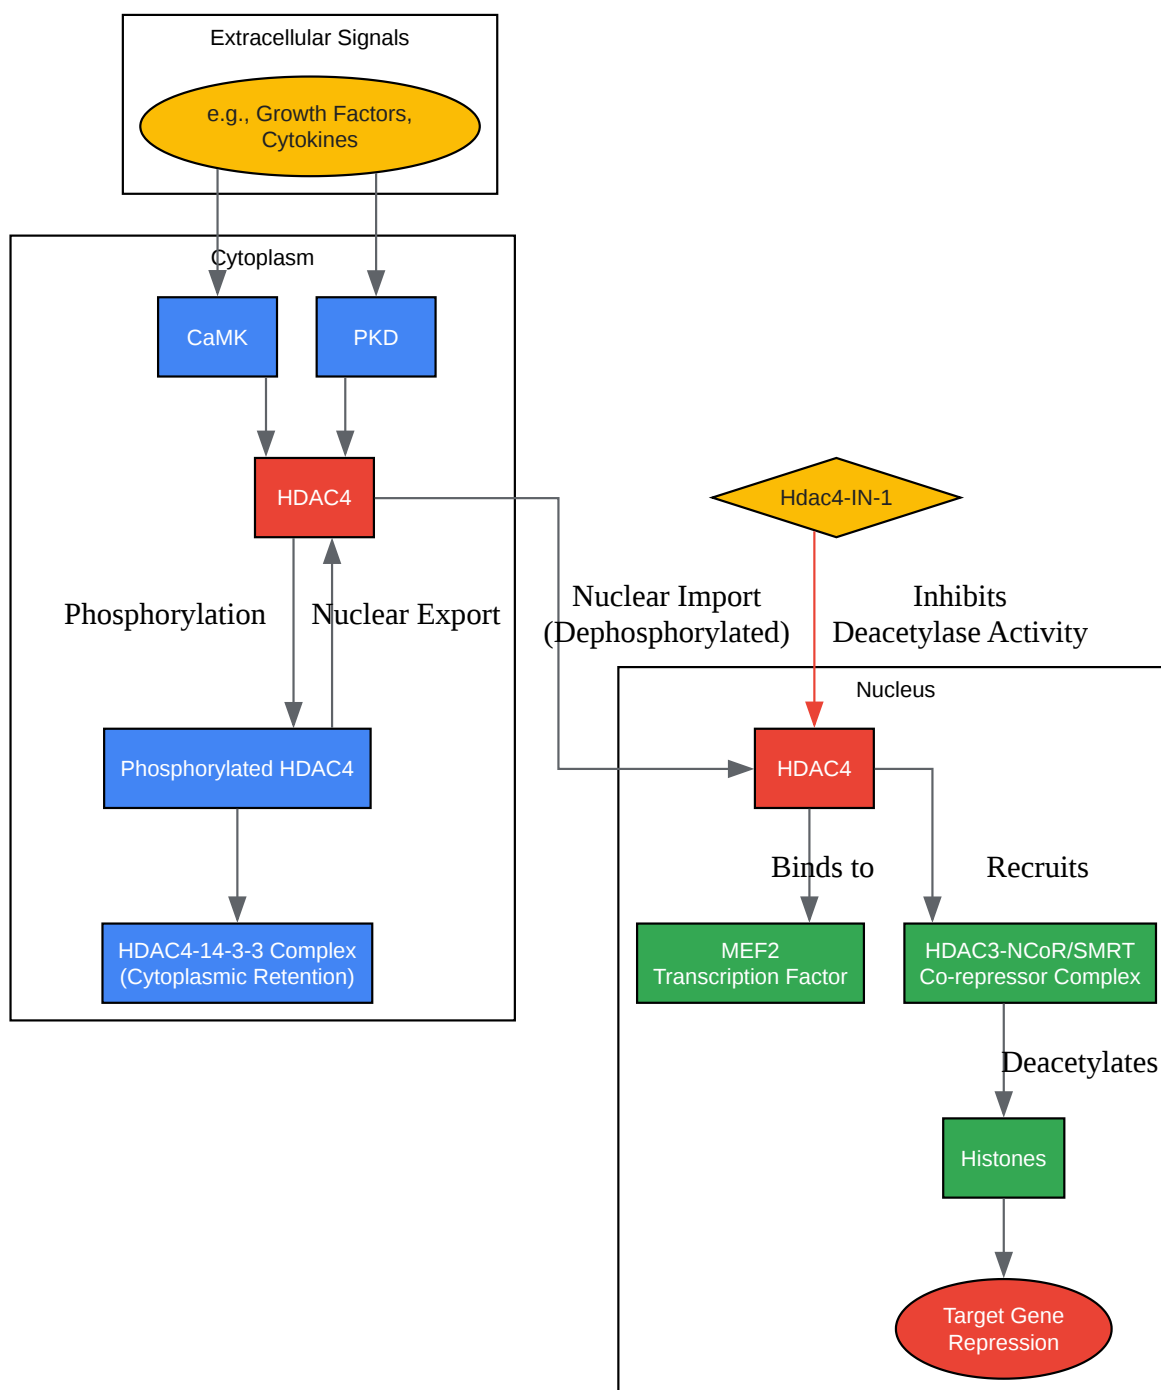 Extracellular Signals
e.g., Growth Factors,
Cytokines
Cytoplasm
CaMK
PKD
HDAC4
Hdac4-IN-1
Phosphorylation
Nuclear Export
Nuclear Import
(Dephosphorylated)
Inhibits
Deacetylase Activity
Nucleus
Phosphorylated HDAC4
HDAC4
Binds to
Recruits
HDAC4-14-3-3 Complex
(Cytoplasmic Retention)
MEF2
Transcription Factor
HDAC3-NCoR/SMRT
Co-repressor Complex
Deacetylates
Histones
Target Gene
Repression